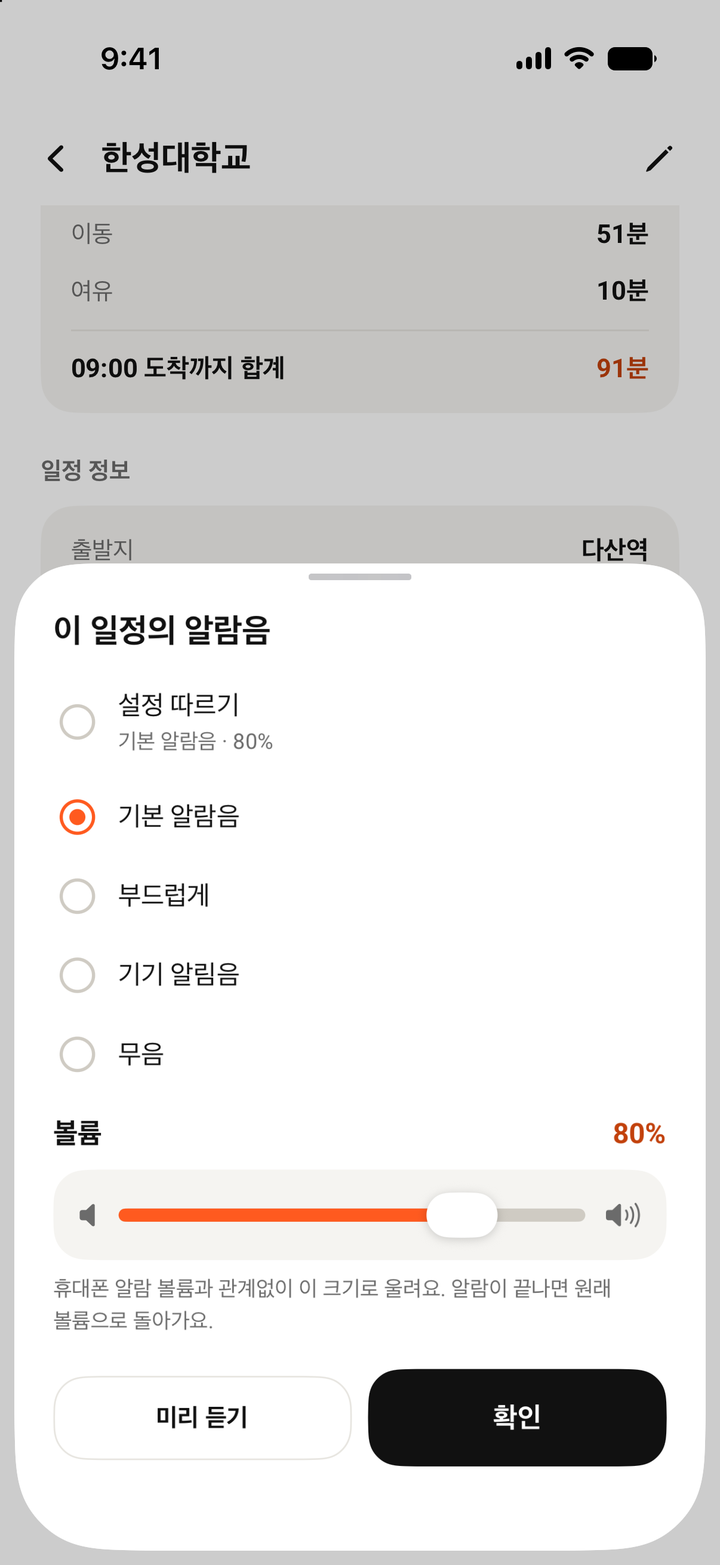 9:41
한성대학교
이동 51분
여유 10분
09:00 도착까지 합계 91분
일정 정보
출발지 다산역
이 일정의 알람음
설정 따르기
기본 알람음 · 80%
기본 알람음
부드럽게
기기 알림음
무음
볼륨 80%
휴대폰 알람 볼륨과 관계없이 이 크기로 울려요. 알람이 끝나면 원래
볼륨으로 돌아가요.
미리 듣기 확인